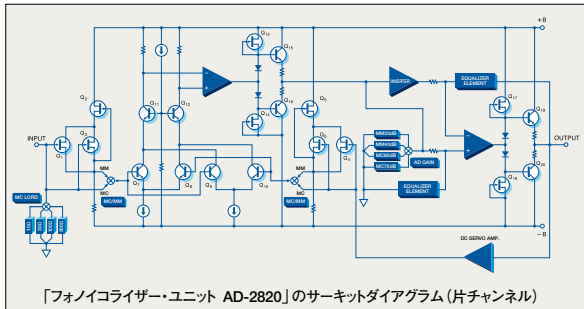 +B
Q13
Q15
Q2
Q5
INVERTER
EQUALIZER ELEMENT
Q17
Q11
Q12
Q19
Q14
Q16
INPUT
Q3
Q1
MM
MC
MC/MM
Q7
Q8
Q9
Q10
MM
MC
MC/MM
Q6
Q4
MM30dB
MM40dB
MC60dB
MC70dB
AD GAIN
OUTPUT
Q20
EQUALIZER ELEMENT
Q18
MC LORD
DC SERVO AMP.
−B
「フォノイコライザー・ユニット AD-2820」のサーキットダイアグラム(片チャンネル)